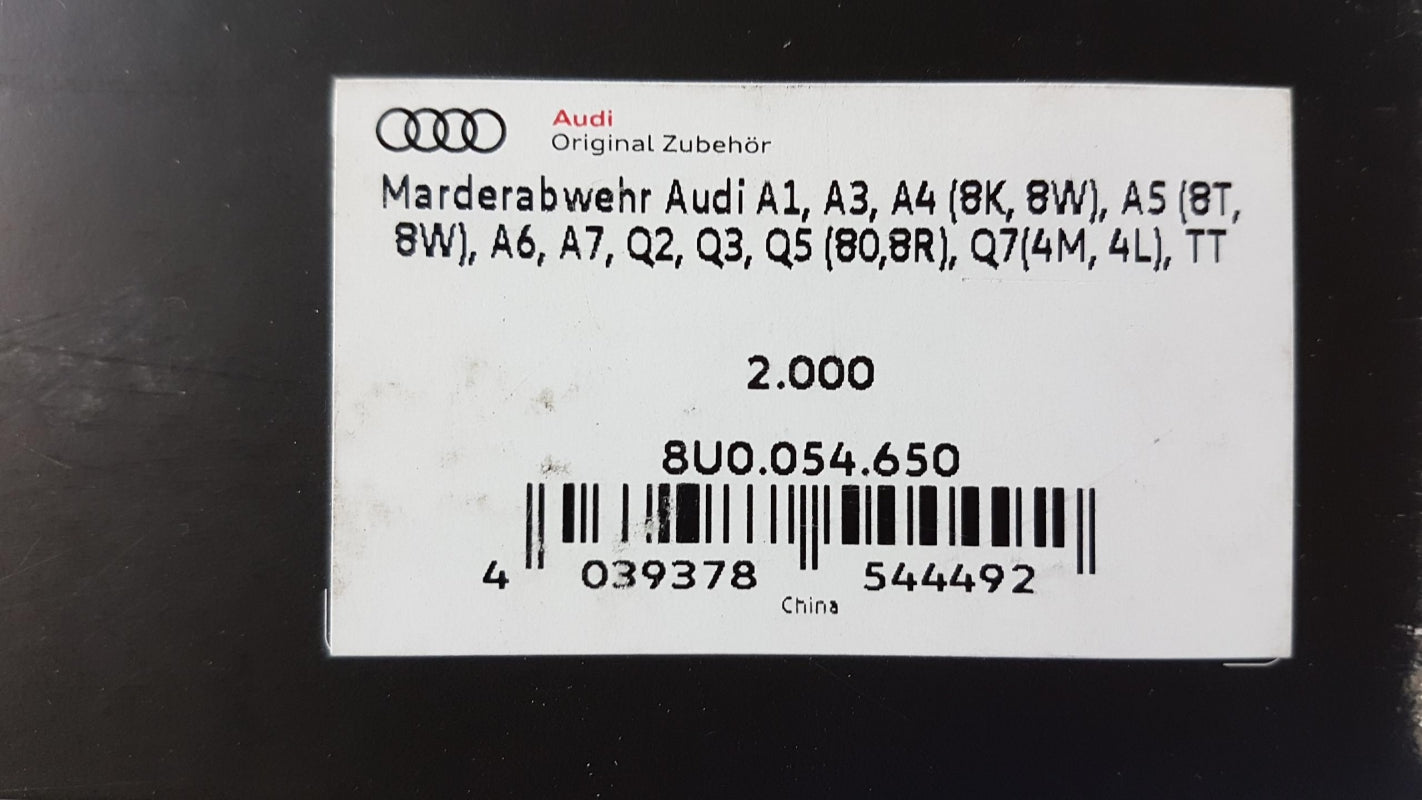 Audi
Original Zubehör
Marderabwehr Audi A1, A3, A4 (8K, 8W), A5 (8T,
8W), A6, A7, Q2, Q3, Q5 (80,8R), Q7(4M, 4L), TT
2.000
8U0.054.650
4 039378 544492
China